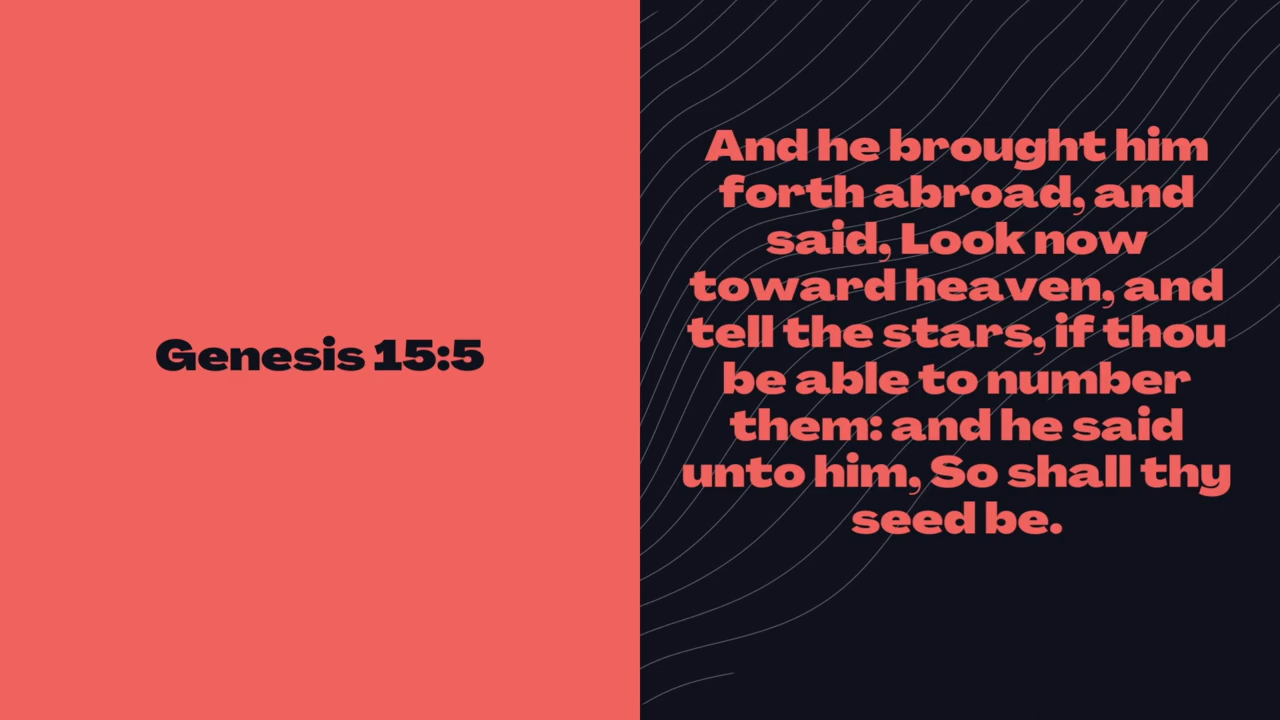 Genesis 15:5
And he brought him
forth abroad, and
said, Look now
toward heaven, and
tell the stars, if thou
be able to number
them: and he said
unto him, So shall thy
seed be.